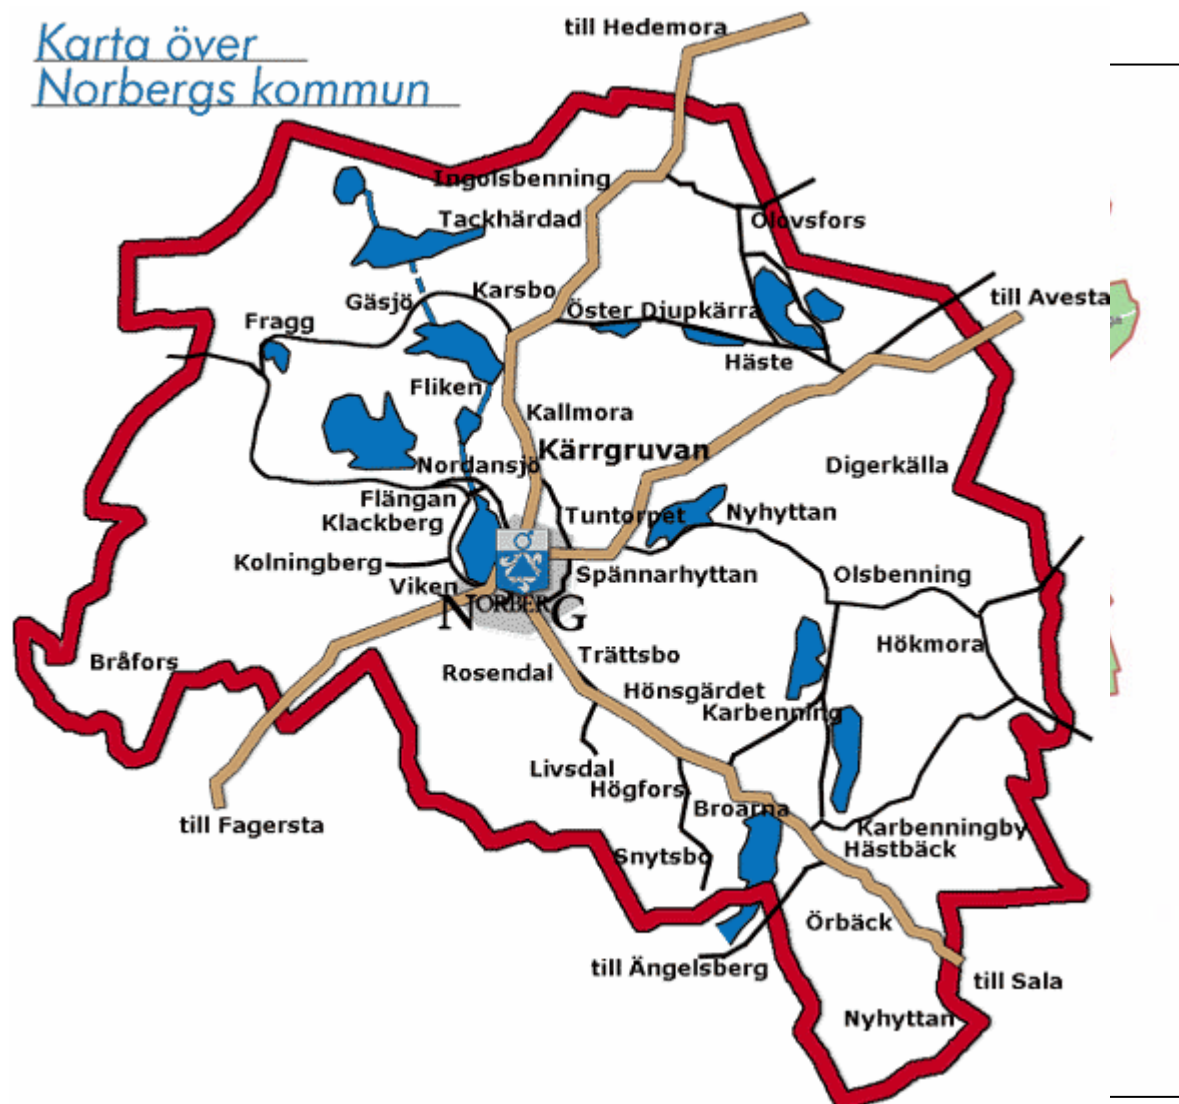 till Hedemora
Karta över
Norbergs kommun
Ingolsbenning
Tackhärdad
Olovsfors
Karsbo
Gäsjö
till Avesta
Öster Djupkärra
Fragg
Häste
Fliken
Kallmora
Kärrgruvan
Nordansjö
Digerkälla
Flängan
Klackberg
Tuntorpet
Nyhyttan
Kolningberg
Spännarhyttan
Olsbenning
Viken
NORBERG
Hökmora
Bråfors
Trättsbo
Rosendal
Hönsgärdet
Karbenning
Livsdal
Högfors
Broarna
till Fagersta
Karbenningby
Hästbäck
Snytsbo
Örbäck
till Ängelsberg
till Sala
Nyhyttan